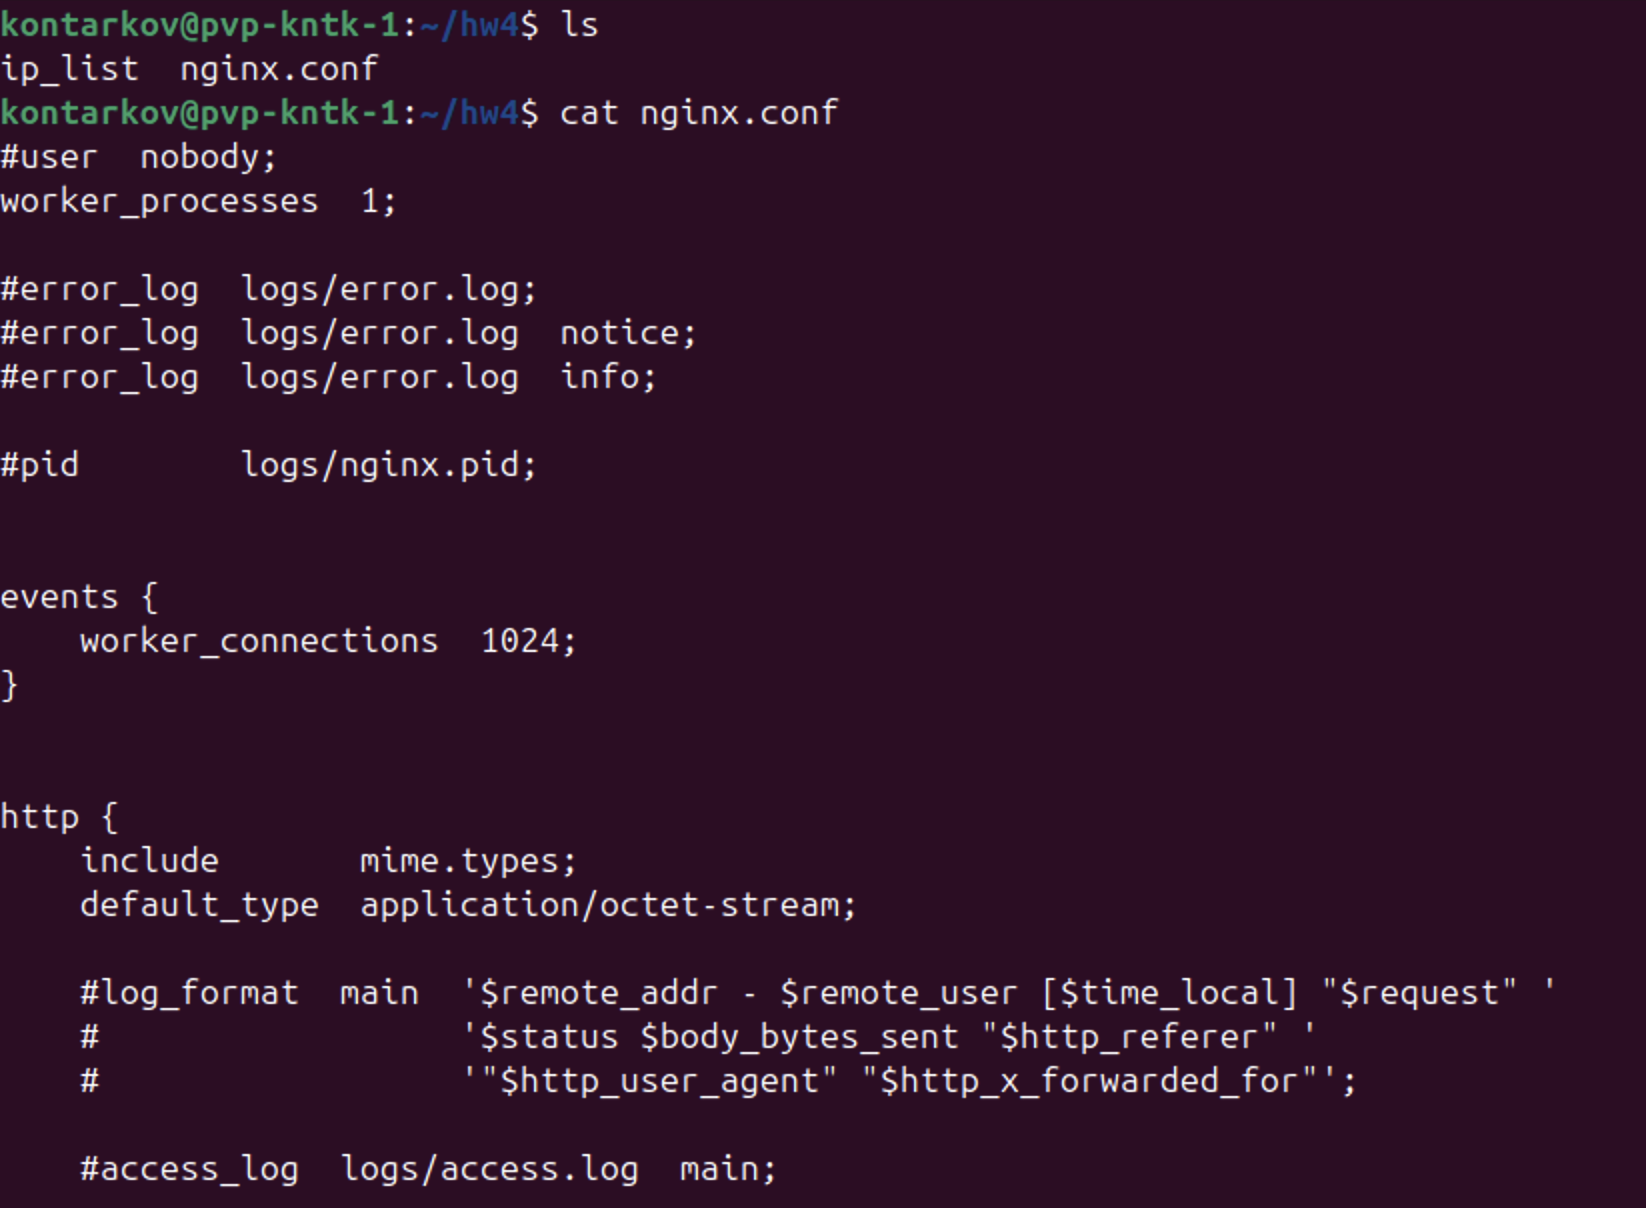 kontarkov@pvp-kntk-1:~/hw4$ ls
ip_list  nginx.conf
kontarkov@pvp-kntk-1:~/hw4$ cat nginx.conf
#user  nobody;
worker_processes  1;

#error_log  logs/error.log;
#error_log  logs/error.log  notice;
#error_log  logs/error.log  info;

#pid        logs/nginx.pid;


events {
    worker_connections  1024;
}


http {
    include       mime.types;
    default_type  application/octet-stream;

    #log_format  main  '$remote_addr - $remote_user [$time_local] "$request" '
    #                  '$status $body_bytes_sent "$http_referer" '
    #                  '"$http_user_agent" "$http_x_forwarded_for"';

    #access_log  logs/access.log  main;